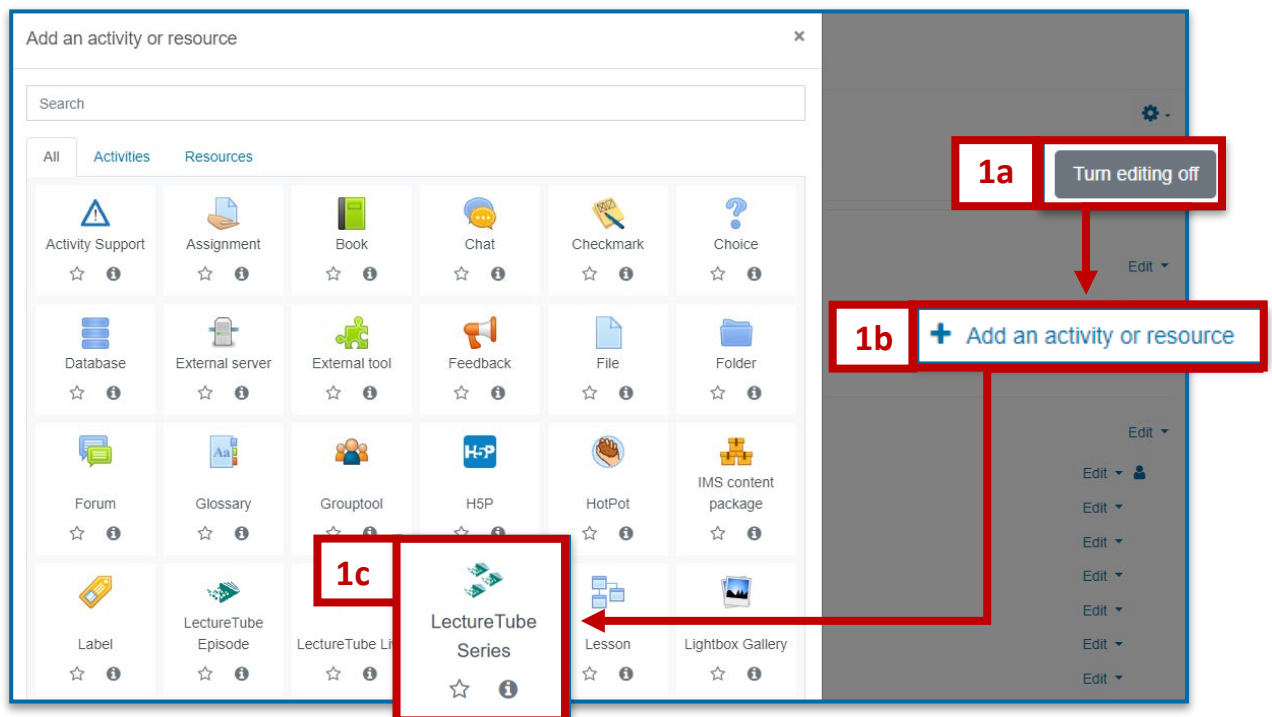 Add an activity or resource ×
Search
All Activities Resources
Activity Support Assignment Book Chat Checkmark Choice
Database External server External tool Feedback File Folder
Forum Glossary Grouptool H5P HotPot IMS content
package
Label LectureTube
Episode LectureTube Li
1c
LectureTube
Series
Lesson Lightbox Gallery
H5P
Aa
1a Turn editing off
Edit
1b + Add an activity or resource
Edit
Edit
Edit
Edit
Edit
Edit
Edit
Edit